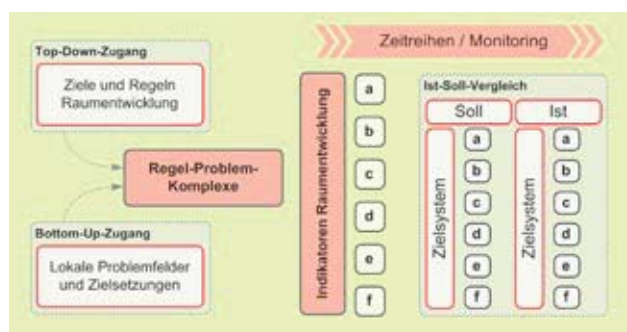 Top-Down-Zugang
Ziele und Regeln
Raumentwicklung
Regel-Problem-
Komplexe
Bottom-Up-Zugang
Lokale Problemfelder
und Zielsetzungen
Zeitreihen / Monitoring
Indikatoren Raumentwicklung
a
b
c
d
e
f
Ist-Soll-Vergleich
Soll
Ist
Zielsystem
a
b
c
d
e
f
Zielsystem
a
b
c
d
e
f